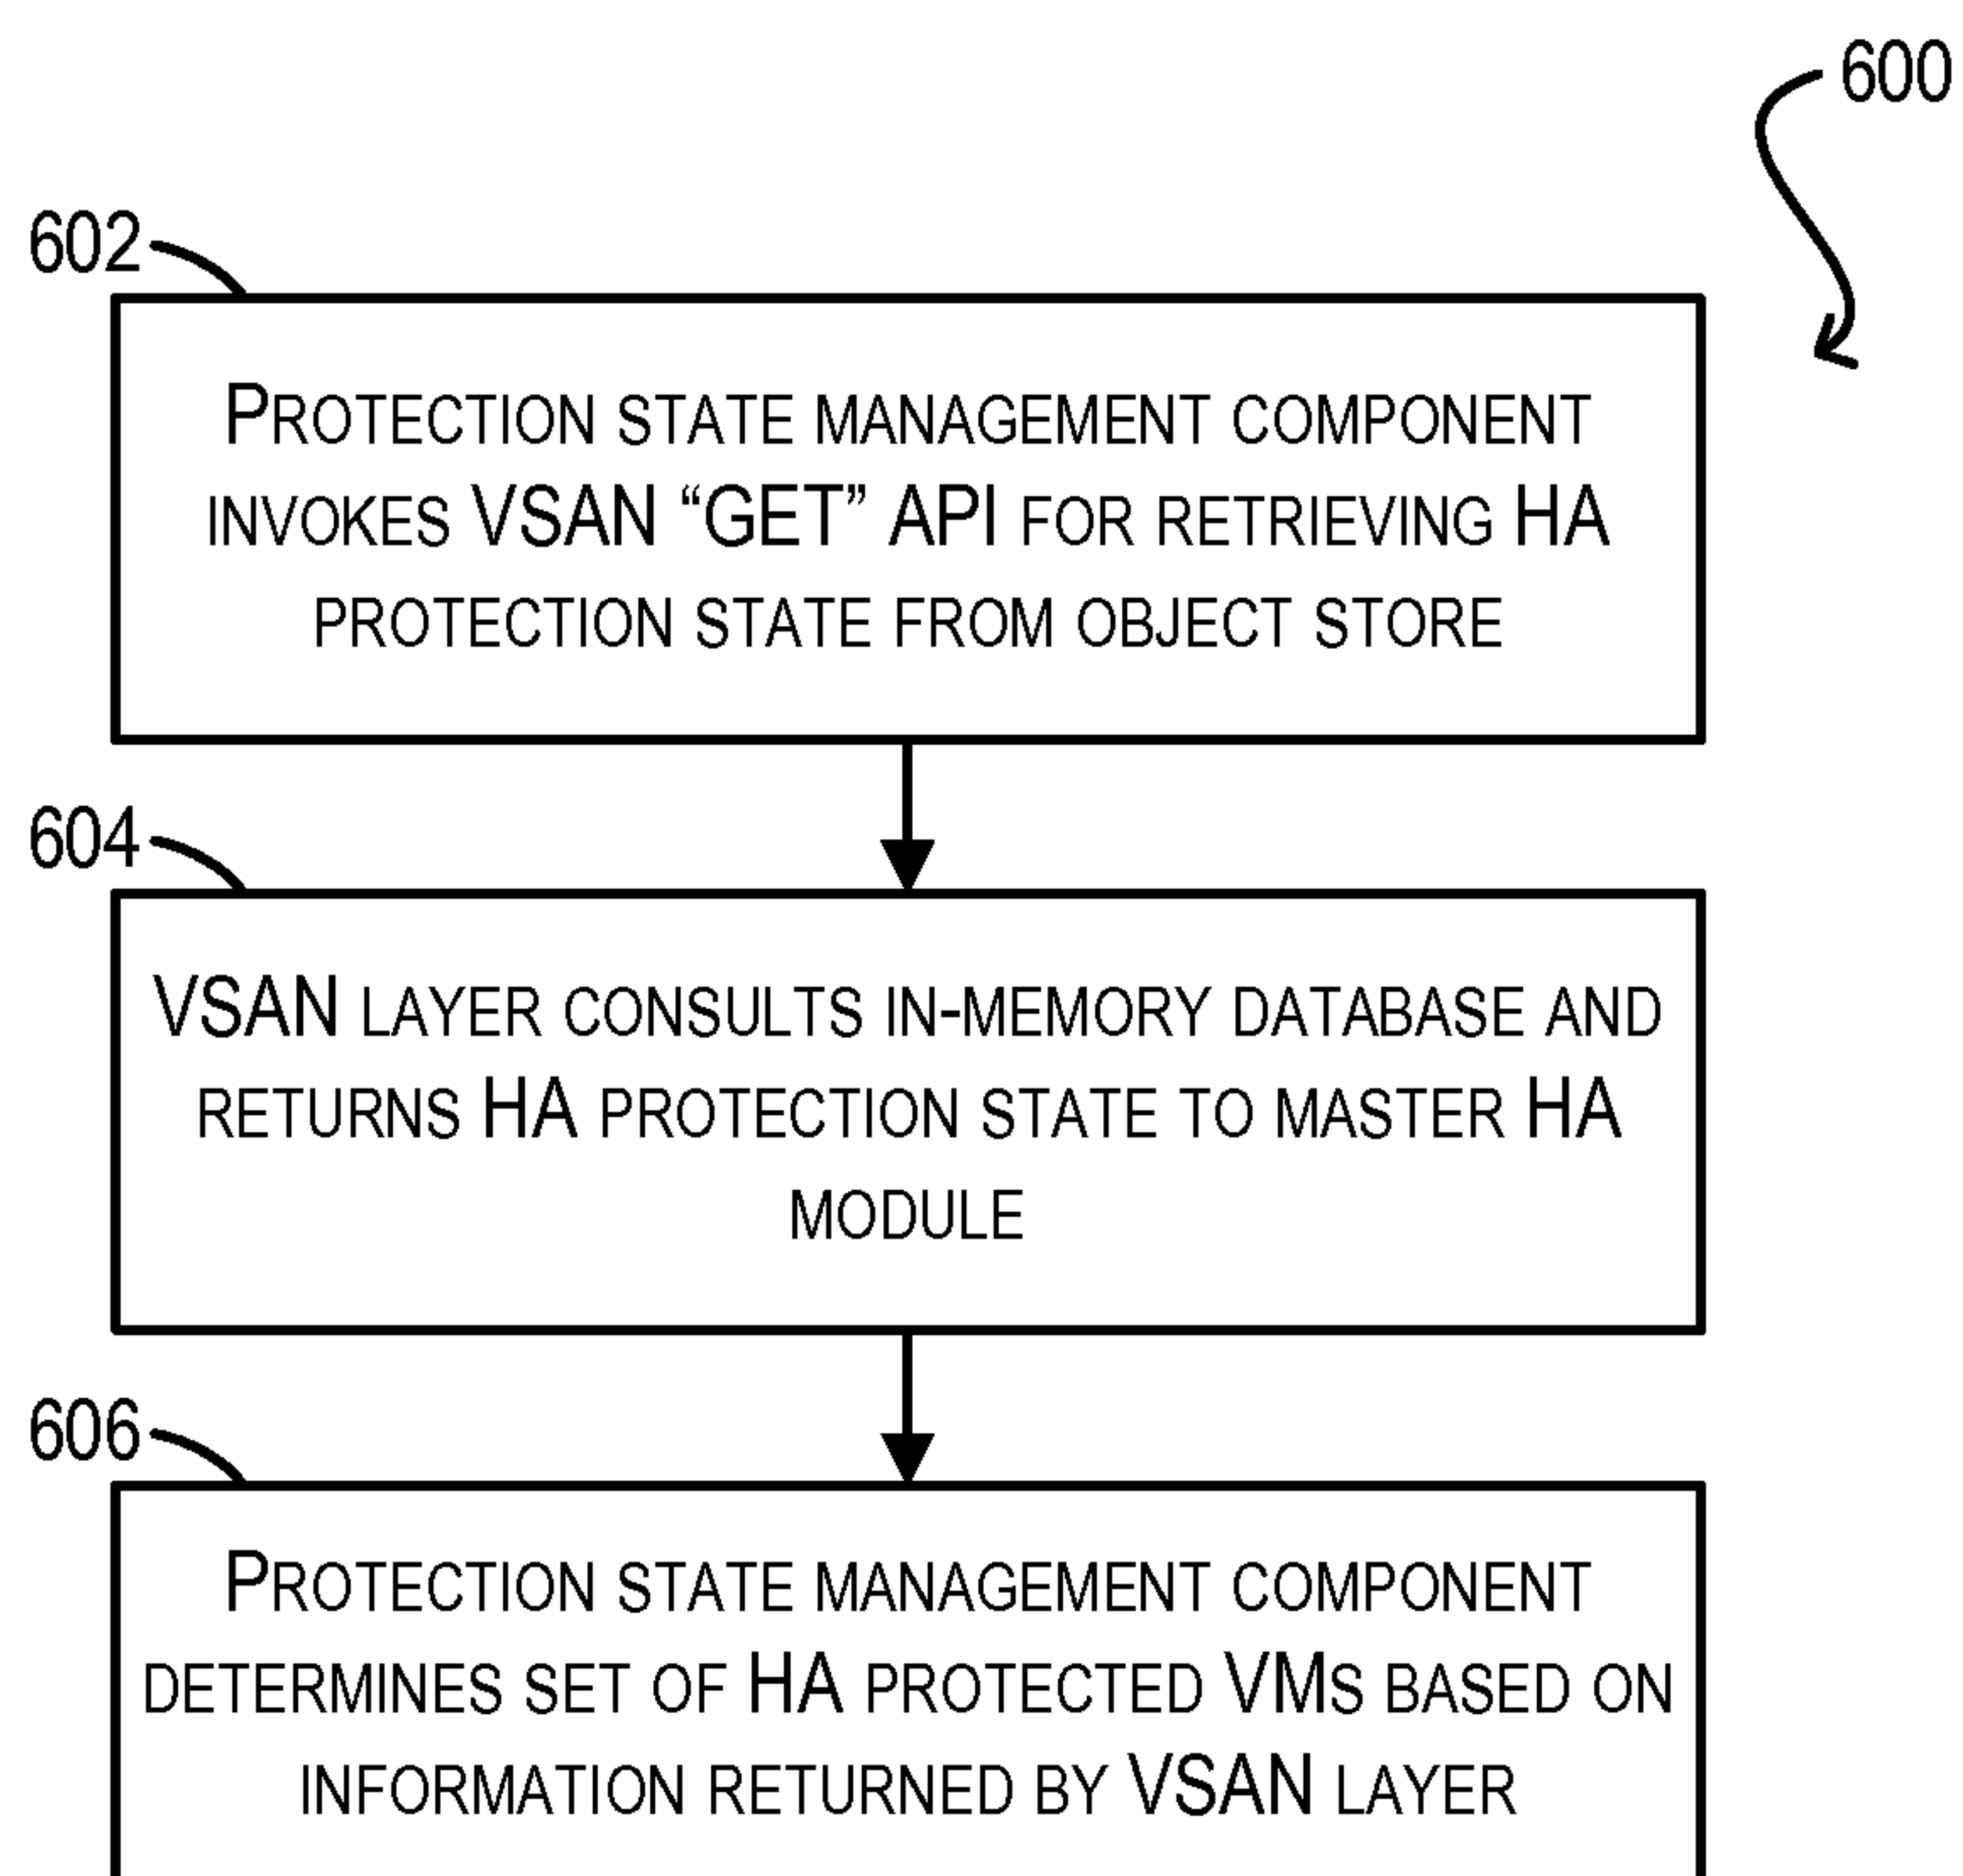 600
602
PROTECTION STATE MANAGEMENT COMPONENT
INVOKES VSAN “GET” API FOR RETRIEVING HA
PROTECTION STATE FROM OBJECT STORE
604
VSAN LAYER CONSULTS IN-MEMORY DATABASE AND
RETURNS HA PROTECTION STATE TO MASTER HA
MODULE
606
PROTECTION STATE MANAGEMENT COMPONENT
DETERMINES SET OF HA PROTECTED VMS BASED ON
INFORMATION RETURNED BY VSAN LAYER